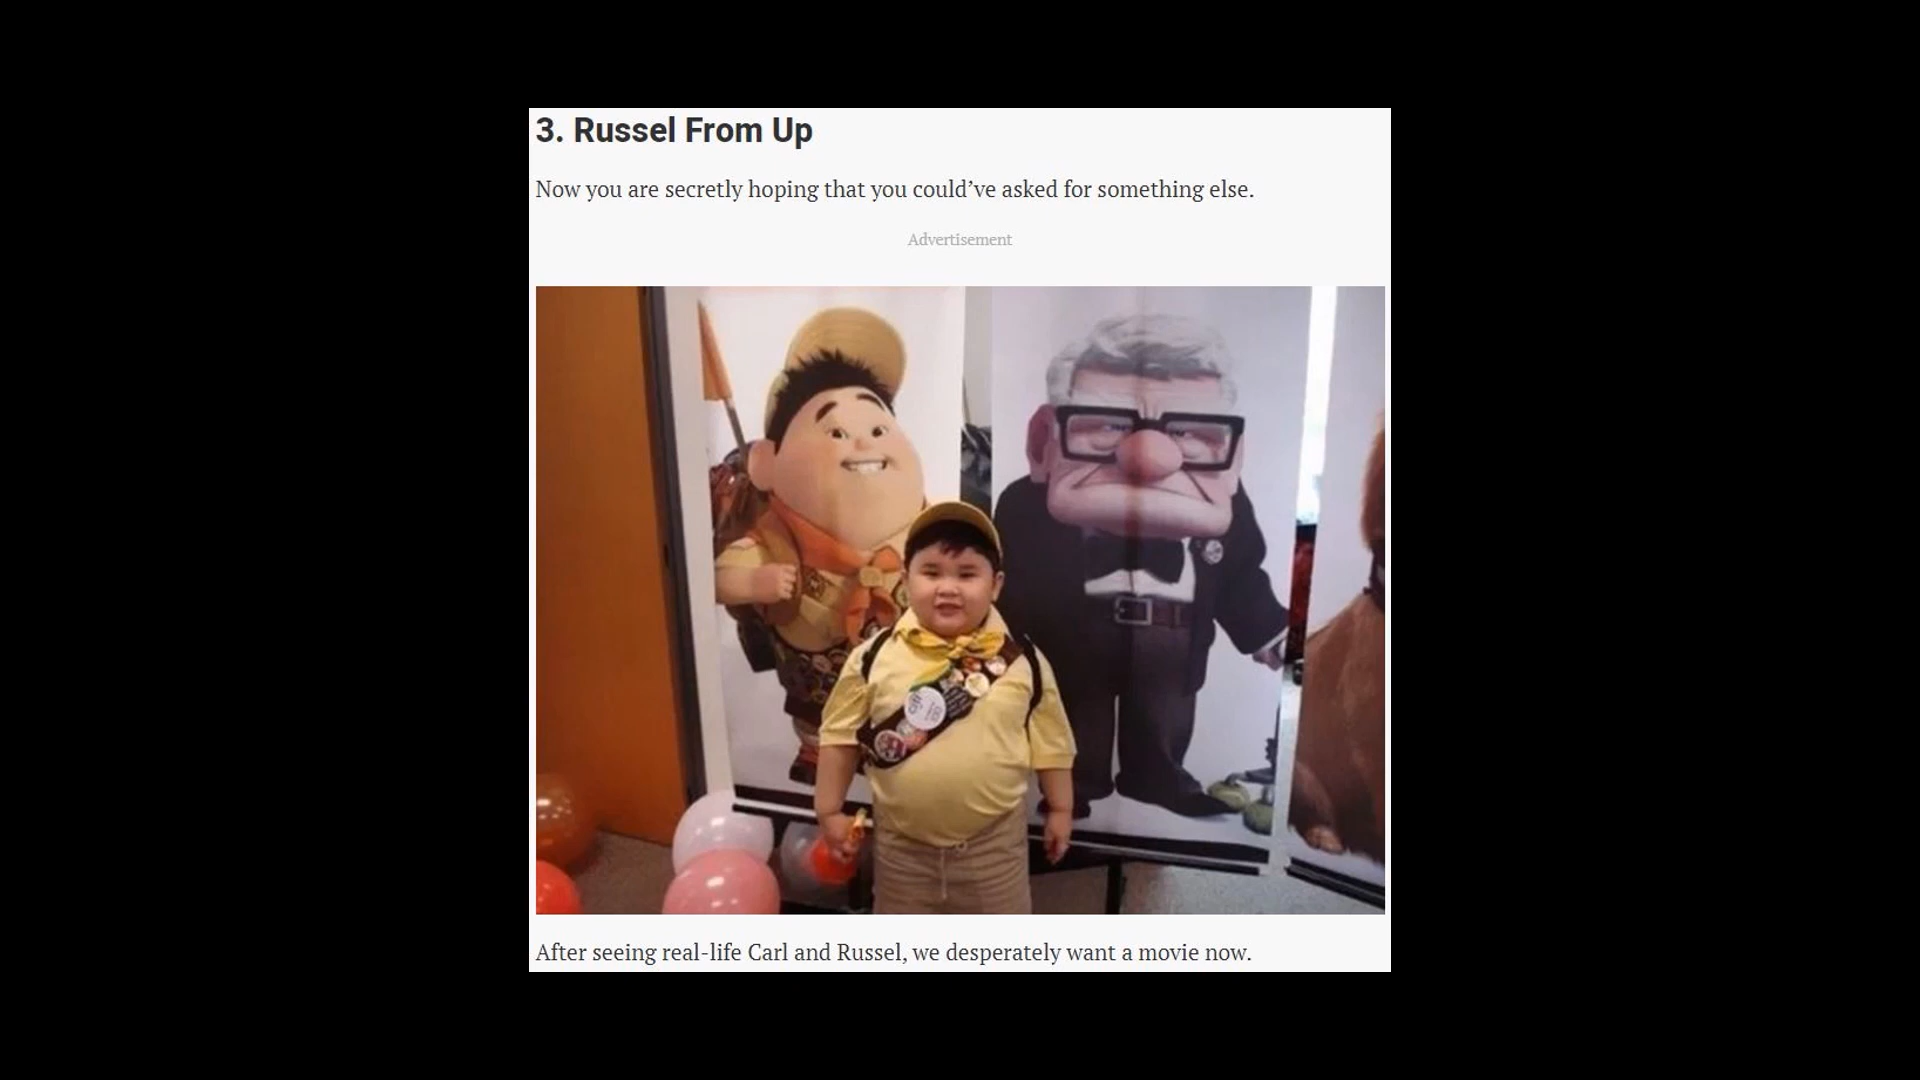 3. Russel From Up
Now you are secretly hoping that you could’ve asked for something else.
Advertisement
After seeing real-life Carl and Russel, we desperately want a movie now.